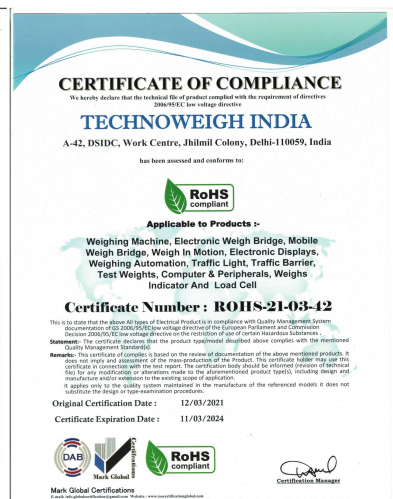 CERTIFICATE OF COMPLIANCE
We hereby declare that the technical file of product complied with the requirement of directives
2006/95/EC low voltage directive
TECHNOWEIGH INDIA
A-42, DSIDC, Work Centre, Jhilmil Colony, Delhi-110059, India
has been assessed and conforms to:
RoHS
compliant
Applicable to Products :-
Weighing Machine, Electronic Weigh Bridge, Mobile
Weigh Bridge, Weigh In Motion, Electronic Displays,
Weighing Automation, Traffic Light, Traffic Barrier,
Test Weights, Computer & Peripherals, Weighs
Indicator And Load Cell
Certificate Number : ROHS-21-03-42
This is to state that the above All types of Electrical Product is in compliance with Quality Management System
documentation of GS 2006/95/EC low voltage directive of the European Parliament and Commission
Decision 2006/95/EC low voltage directive on the restriction of use of certain Hazardous Substances .
Statement:- The certificate declares that the product type/model described above complies with the mentioned
Quality Management Standard(s).
Remarks:- This certificate of complies is based on the review of documentation of the above mentioned products. It
does not imply and assessment of the mass-production of the Product. This certificate holder may use this
certificate in connection with the test report. The certification body should be informed (revision of technical
file) for any modification or alterations made to the aforementioned product type(s), including design and
manufacture and/or extension to the existing scope of application.
It applies only to the quality system maintained in the manufacture of the referenced models it does not
substitute the design or type-examination procedures.
Original Certification Date : 12/03/2021
Certificate Expiration Date : 11/03/2024
DAB
Mark Global
Certifications
RoHS
compliant
Certification Manager
Mark Global Certifications
E-mail: info.globalcertification@gmail.com Website : www.isocertificationglobal.com